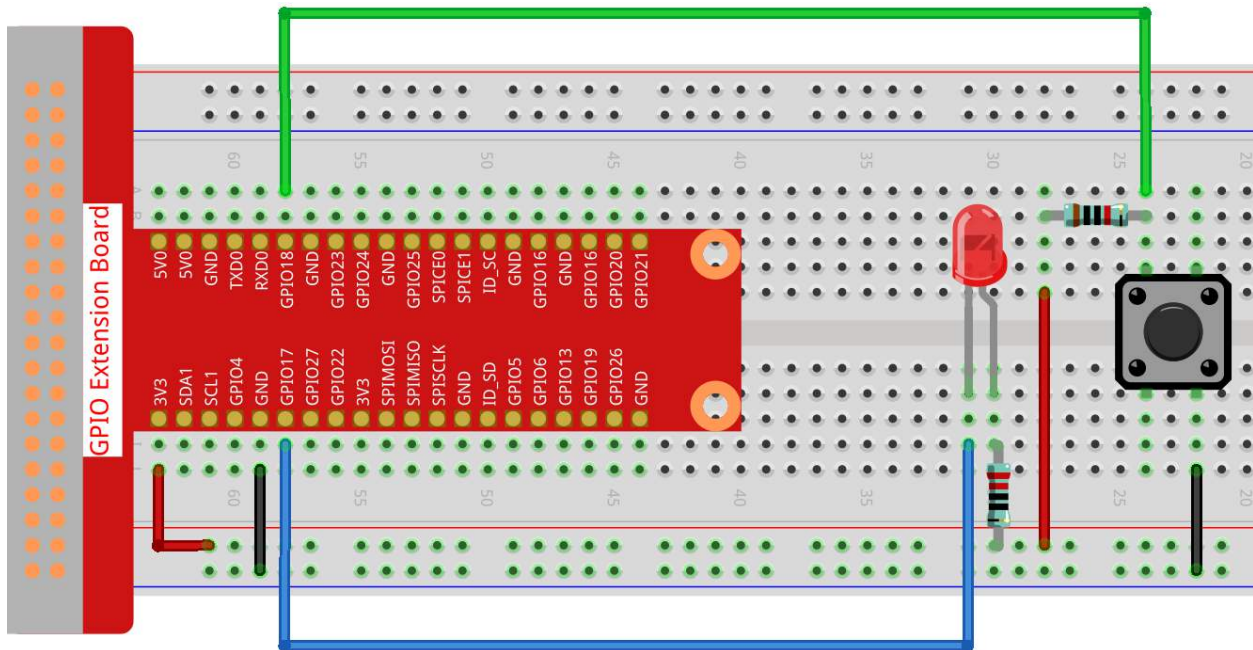 60 55 50 45 40 35 30 25 20
GPIO Extension Board
5V0 5V0 GND TXD0 RXD0 GPIO18 GND GPIO23 GPIO24 GND GPIO25 SPICE0 SPICE1 ID_SC GND GPIO16 GND GPIO16 GPIO20 GPIO21
3V3 SDA1 SCL1 GPIO4 GND GPIO17 GPIO27 GPIO22 3V3 SPIMOSI SPIMISO SPISCLK GND ID_SD GPIO5 GPIO6 GPIO13 GPIO19 GPIO26 GND
60 55 50 45 40 35 30 25 20